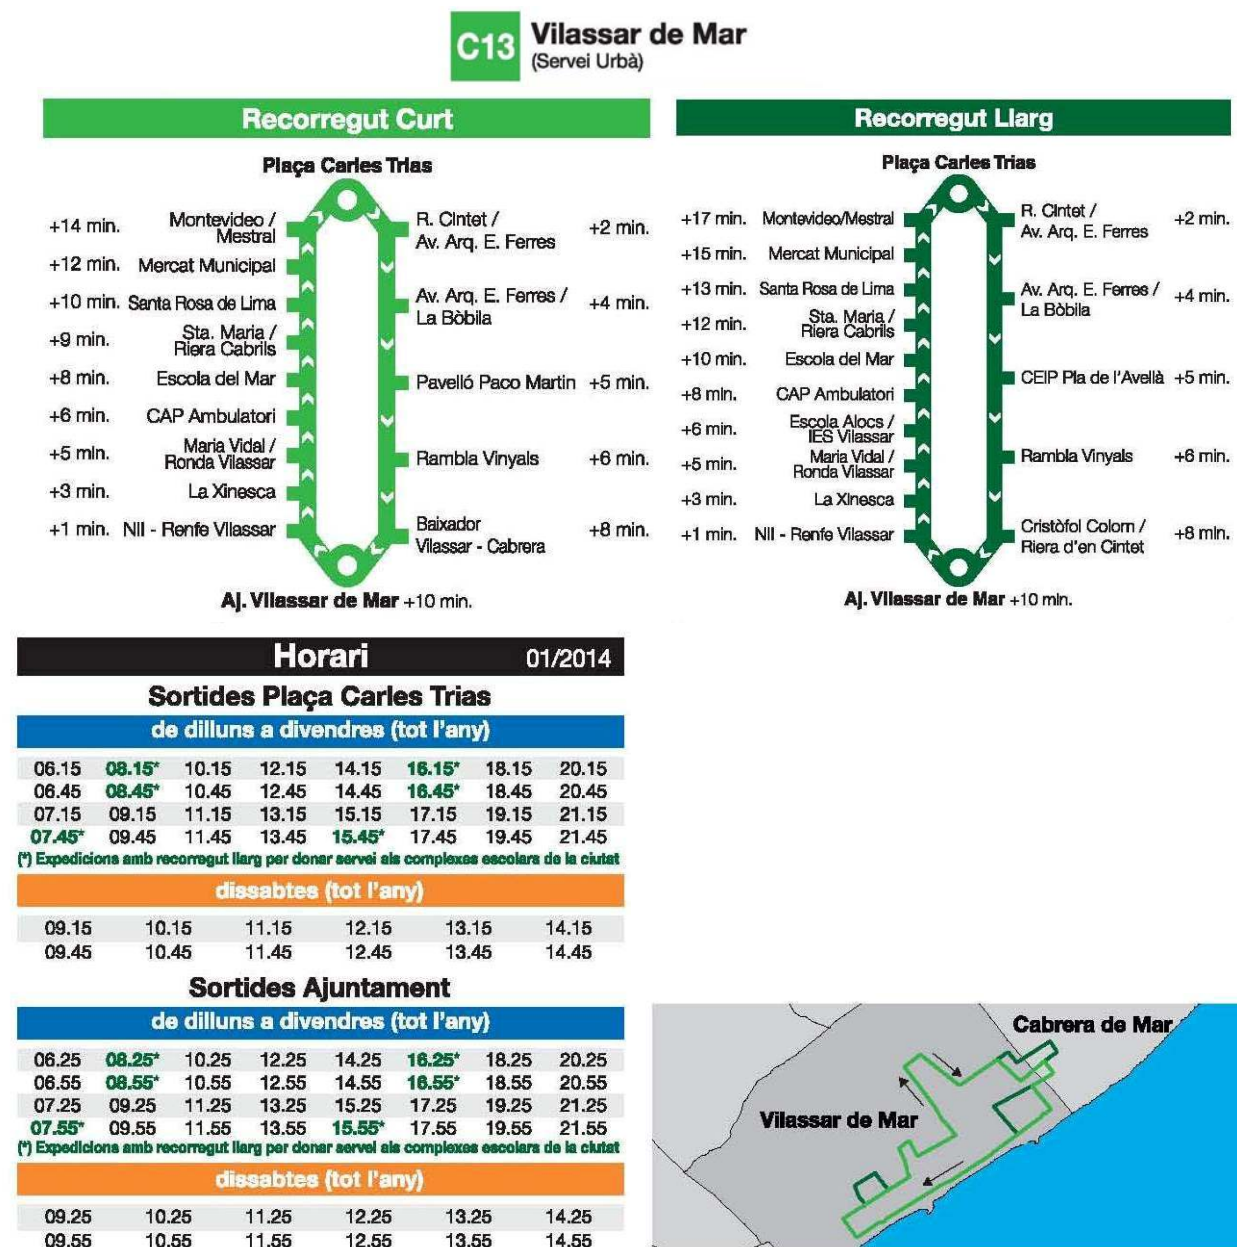 C13
Vilassar de Mar
(Servei Urbà)
Recorregut Curt
Plaça Carles Trias
+14 min. Montevideo /
Mestral
+12 min. Mercat Municipal
+10 min. Santa Rosa de Lima
+9 min. Sta. Maria /
Riera Cabrils
+8 min. Escola del Mar
+6 min. CAP Ambulatori
+5 min. Maria Vidal /
Ronda Vilassar
+3 min. La Xinesca
+1 min. NII - Renfe Vilassar
R. Cintet /
Av. Arq. E. Ferres +2 min.
Av. Arq. E. Ferres /
La Bòbila +4 min.
Pavelló Paco Martin +5 min.
Rambla Vinyals +6 min.
Baixador
Vilassar - Cabrera +8 min.
Aj. Vilassar de Mar +10 min.
Recorregut Llarg
Plaça Carles Trias
+17 min. Montevideo/Mestral
+15 min. Mercat Municipal
+13 min. Santa Rosa de Lima
+12 min. Sta. Maria /
Riera Cabrils
+10 min. Escola del Mar
+8 min. CAP Ambulatori
+6 min. Escola Alocs /
IES Vilassar
+5 min. Maria Vidal /
Ronda Vilassar
+3 min. La Xinesca
+1 min. NII - Renfe Vilassar
R. Cintet /
Av. Arq. E. Ferres +2 min.
Av. Arq. E. Ferres /
La Bòbila +4 min.
CEIP Pla de l'Avellà +5 min.
Rambla Vinyals +6 min.
Cristòfol Colom /
Riera d'en Cintet +8 min.
Aj. Vilassar de Mar +10 min.
Horari 01/2014
Sortides Plaça Carles Trias
de dilluns a divendres (tot l'any)
06.15 08.15* 10.15 12.15 14.15 16.15* 18.15 20.15
06.45 08.45* 10.45 12.45 14.45 16.45* 18.45 20.45
07.15 09.15 11.15 13.15 15.15 17.15 19.15 21.15
07.45* 09.45 11.45 13.45 15.45* 17.45 19.45 21.45
(*) Expedicions amb recorregut llarg per donar servei als complexes escolars de la ciutat
dissabtes (tot l'any)
09.15 10.15 11.15 12.15 13.15 14.15
09.45 10.45 11.45 12.45 13.45 14.45
Sortides Ajuntament
de dilluns a divendres (tot l'any)
06.25 08.25* 10.25 12.25 14.25 16.25* 18.25 20.25
06.55 08.55* 10.55 12.55 14.55 16.55* 18.55 20.55
07.25 09.25 11.25 13.25 15.25 17.25 19.25 21.25
07.55* 09.55 11.55 13.55 15.55* 17.55 19.55 21.55
(*) Expedicions amb recorregut llarg per donar servei als complexes escolars de la ciutat
dissabtes (tot l'any)
09.25 10.25 11.25 12.25 13.25 14.25
09.55 10.55 11.55 12.55 13.55 14.55
Cabrera de Mar
Vilassar de Mar